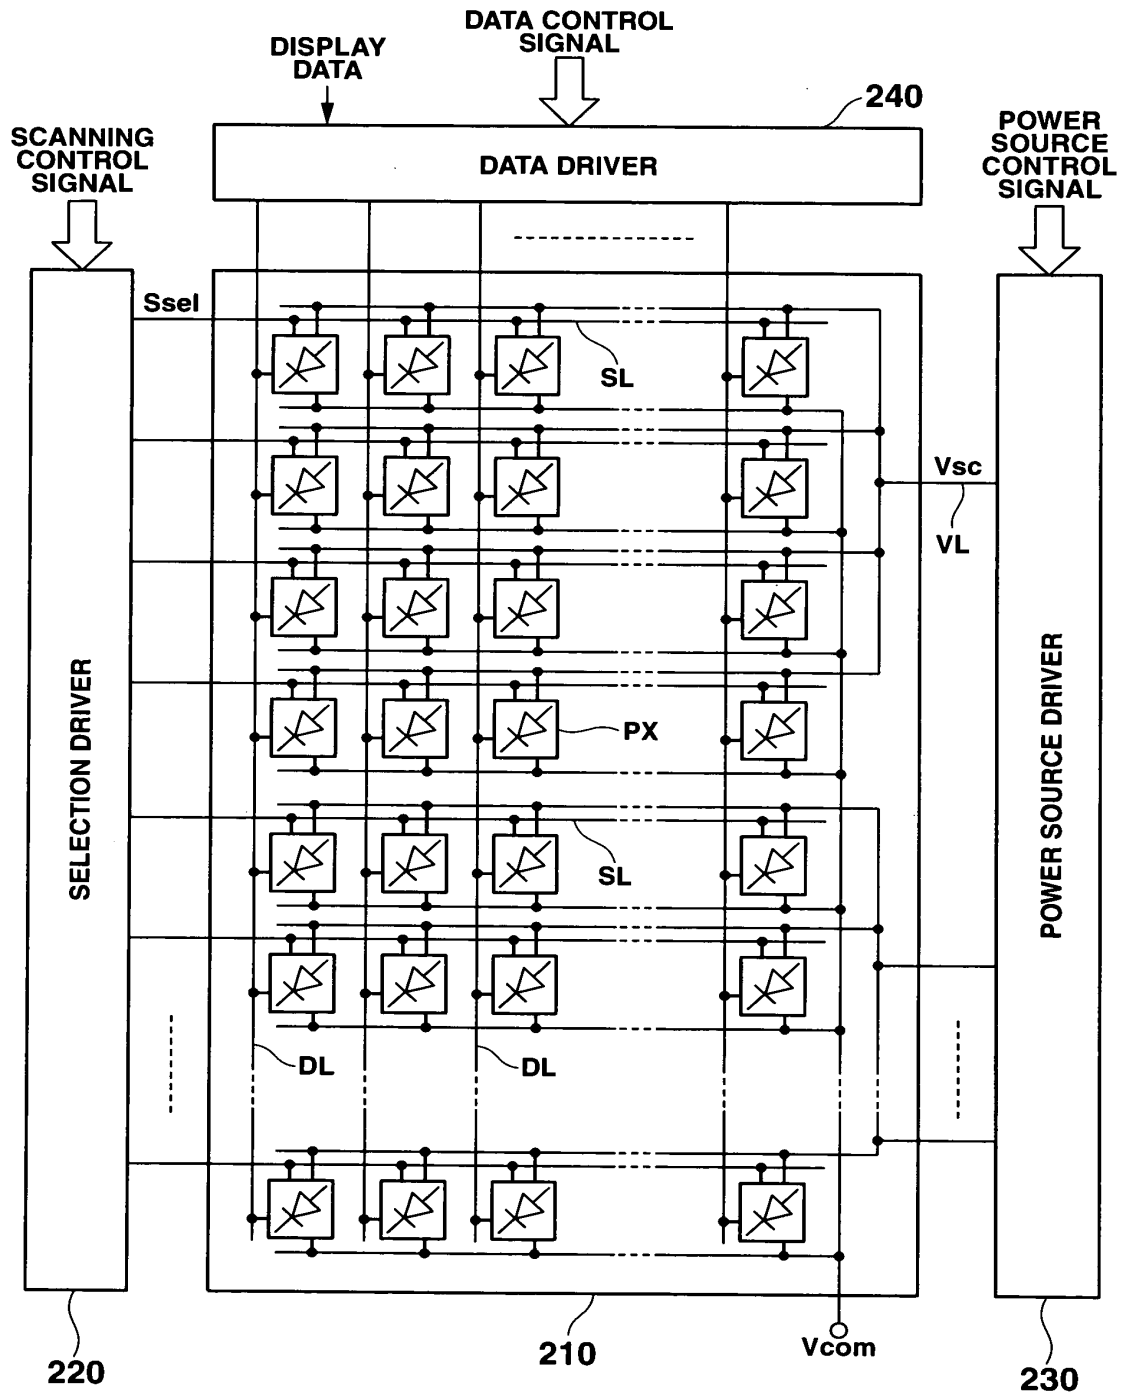 DATA CONTROL
SIGNAL
DISPLAY
DATA
240
SCANNING
CONTROL
SIGNAL
POWER
SOURCE
CONTROL
SIGNAL
DATA DRIVER
Ssel
SL
Vsc
VL
SELECTION DRIVER
PX
POWER SOURCE DRIVER
SL
DL
DL
Vcom
220
210
230